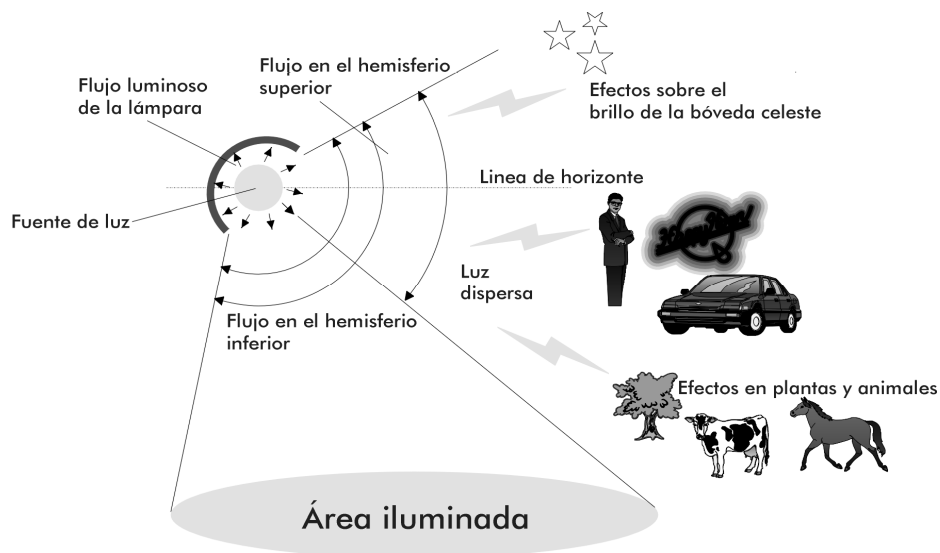 Flujo en el hemisferio
superior
Flujo luminoso
de la lámpara
Efectos sobre el
brillo de la bóveda celeste
Linea de horizonte
Fuente de luz
Luz
dispersa
Flujo en el hemisferio
inferior
Efectos en plantas y animales
Área iluminada